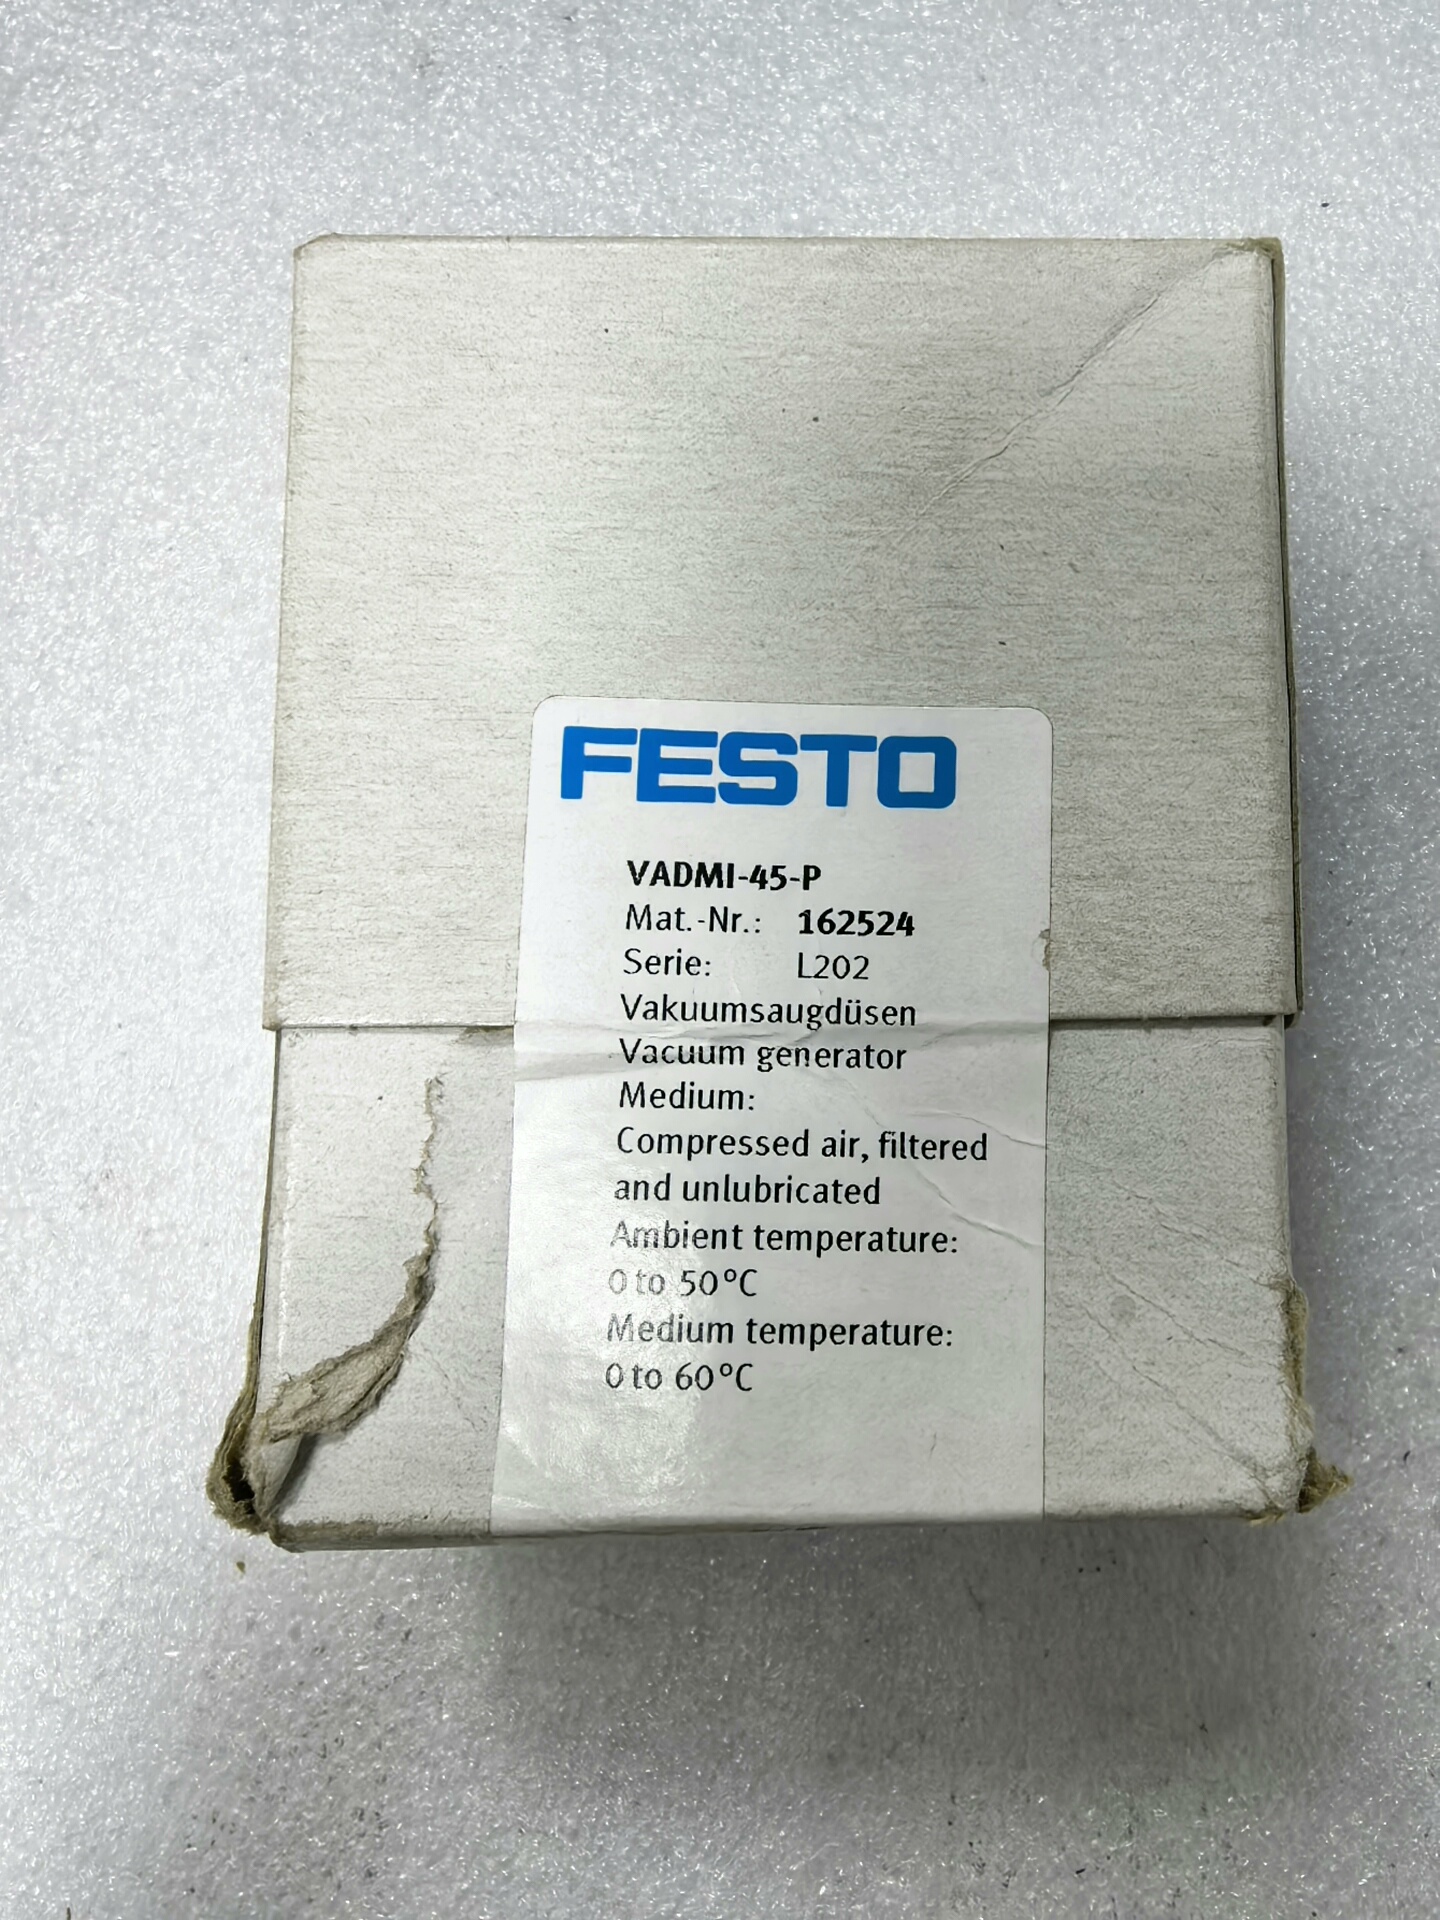 FESTO
VADMI-45-P
Mat.-Nr.: 162524
Serie: L202
Vakuumsaugdüsen
Vacuum generator
Medium:
Compressed air, filtered
and unlubricated
Ambient temperature:
0 to 50°C
Medium temperature:
0 to 60°C